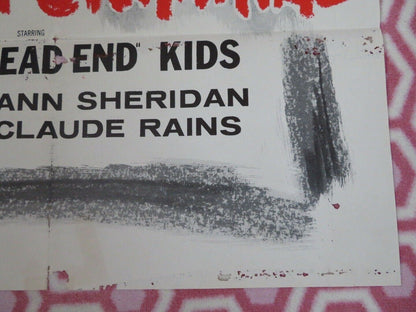 STARRING
EAD END" KIDS
ANN SHERIDAN
CLAUDE RAINS